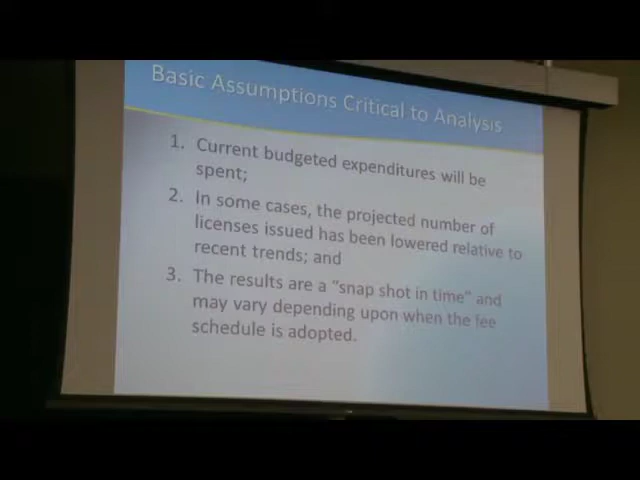 Basic Assumptions Critical to Analysis
1. Current budgeted expenditures will be
spent;
2. In some cases, the projected number of
licenses issued has been lowered relative to
recent trends; and
3. The results are a "snap shot in time" and
may vary depending upon when the fee
schedule is adopted.